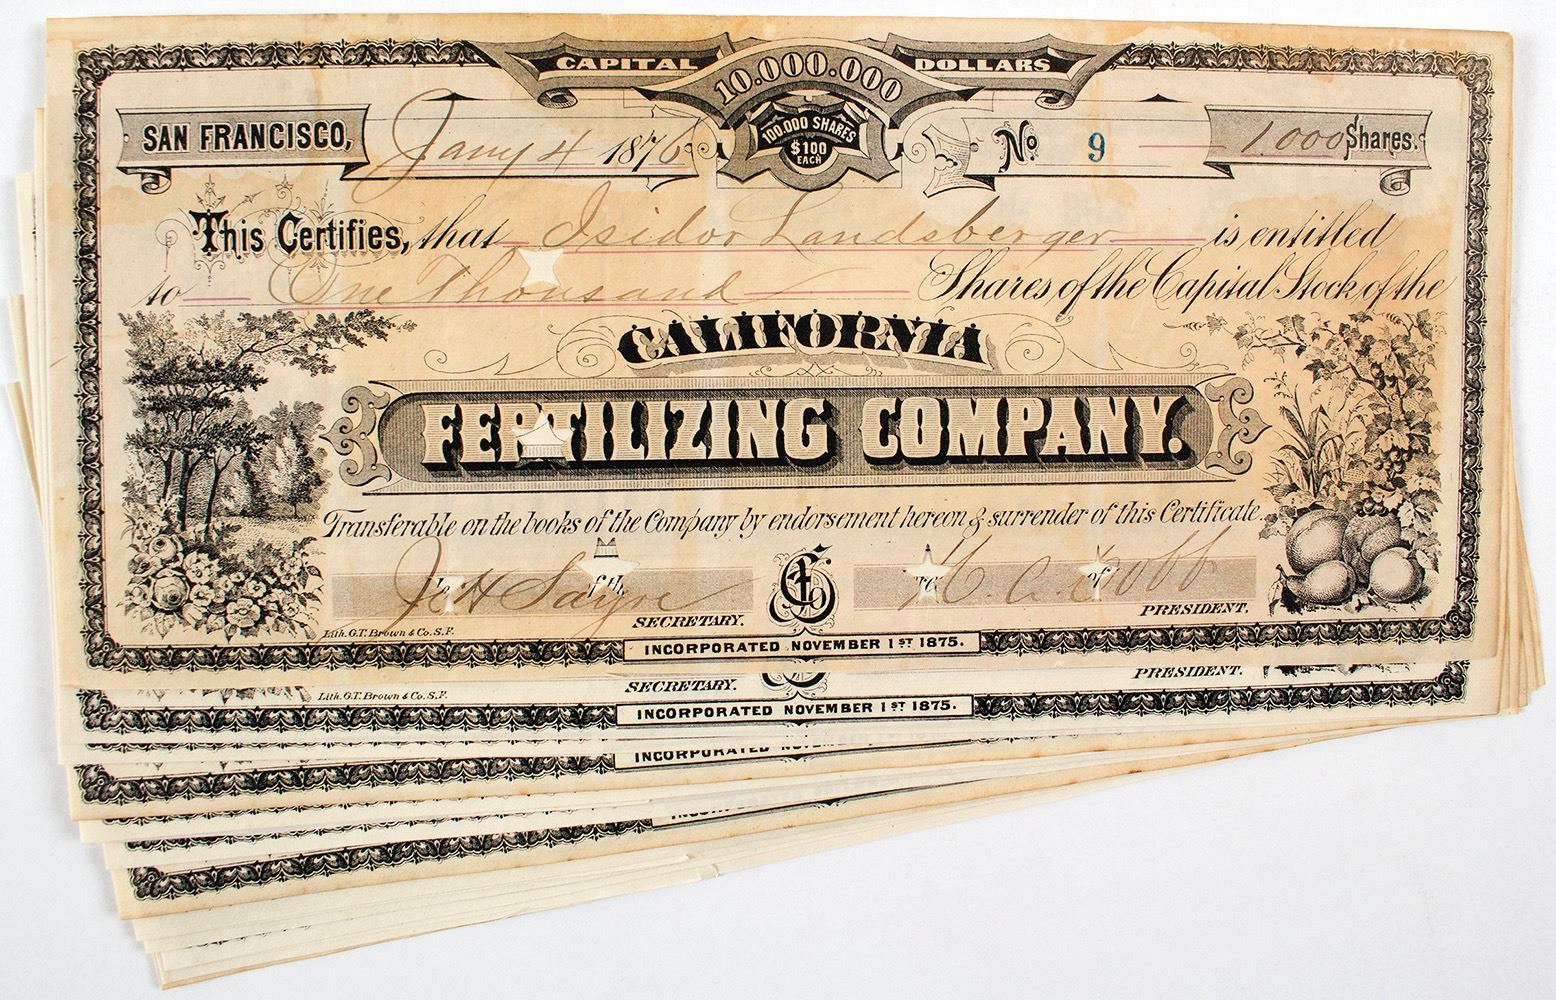 CAPITAL 10.000.000 DOLLARS
100.000 SHARES
$100
EACH
SAN FRANCISCO, Jany 4 1876 No 9 1000 Shares.
This Certifies, that Isidor Landsberger is entitled
to One Thousand Shares of the Capital Stock of the
CALIFORNIA
FERTILIZING COMPANY.
Transferable on the books of the Company by endorsement hereon & surrender of this Certificate.
Sayre
SECRETARY.
PRESIDENT.
Lith. G.T. Brown & Co. S.F.
INCORPORATED NOVEMBER 1ST 1875.
Lith. G.T. Brown & Co. S.F.
SECRETARY.
PRESIDENT.
INCORPORATED NOVEMBER 1ST 1875.
INCORPORATED